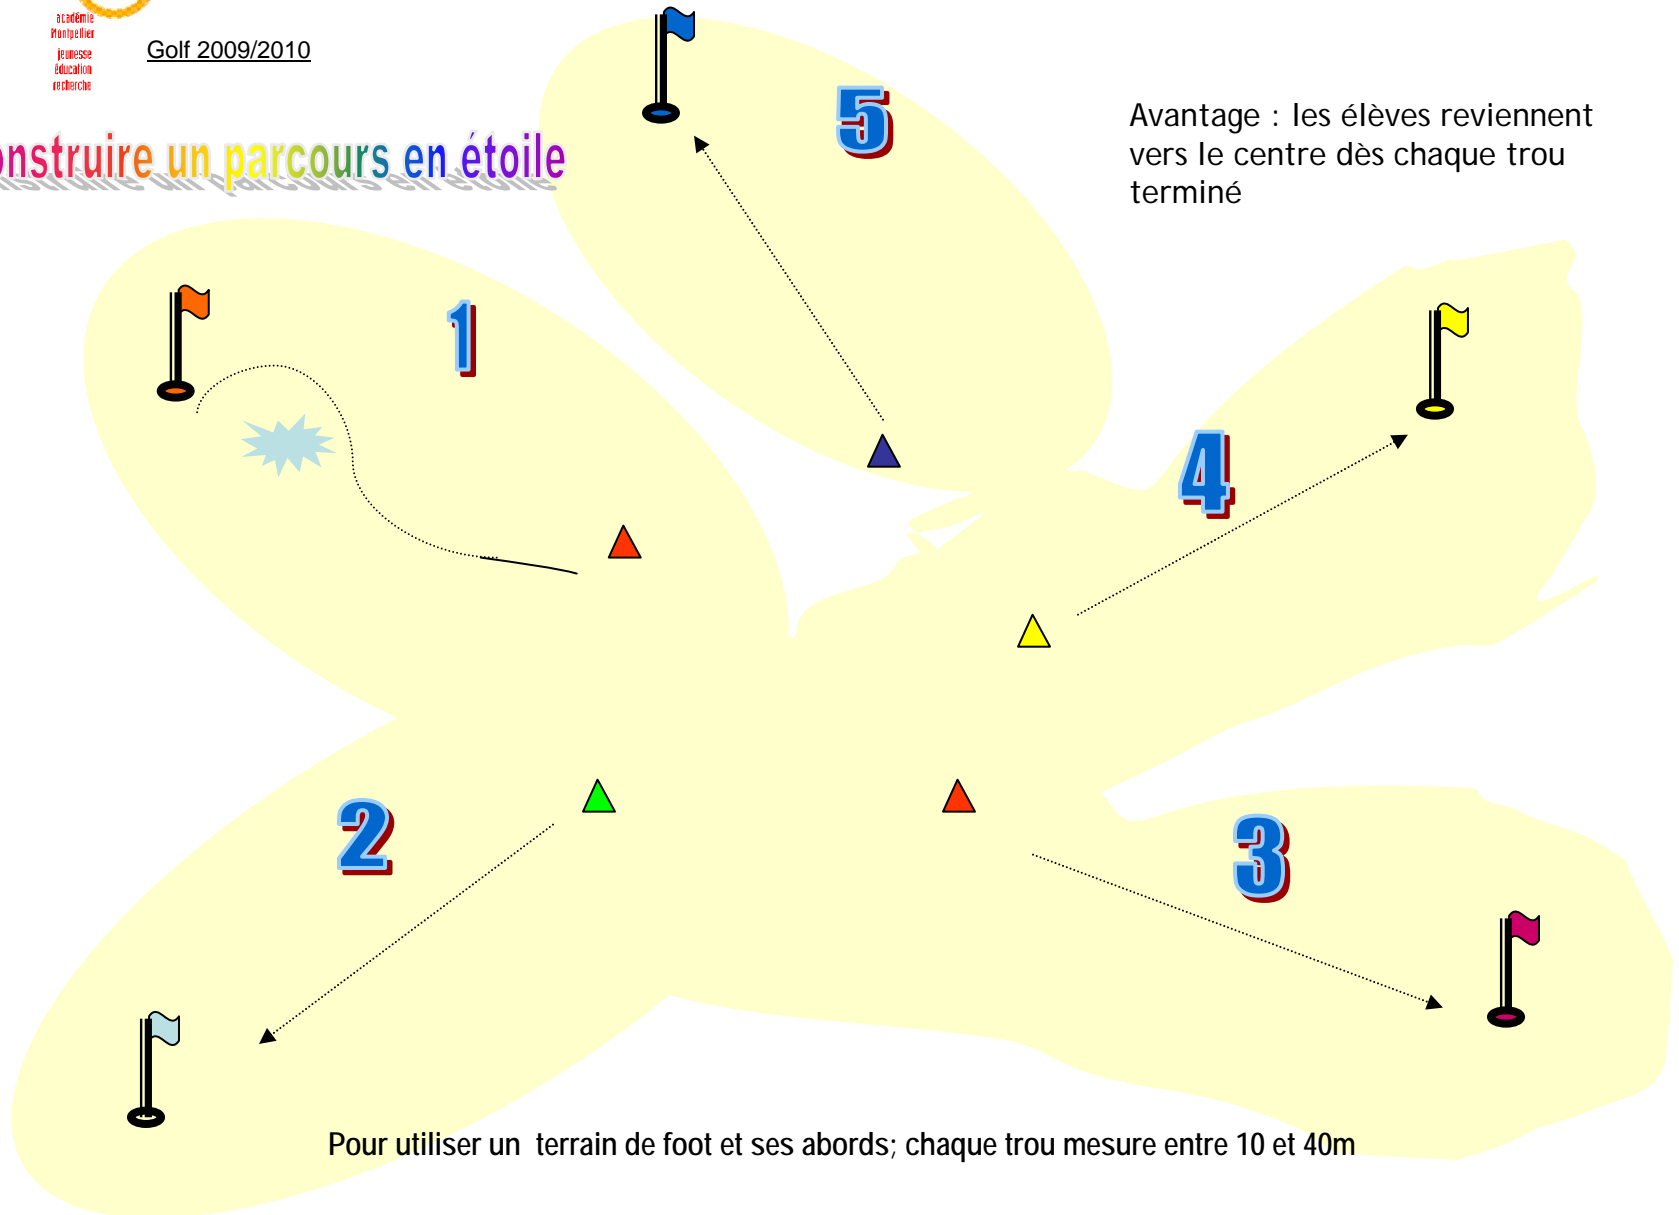 académie
Montpellier
jeunesse
éducation
recherche
Golf 2009/2010
onstruire un parcours en étoile
Avantage : les élèves reviennent
vers le centre dès chaque trou
terminé
5
1
4
2
3
Pour utiliser un terrain de foot et ses abords; chaque trou mesure entre 10 et 40m